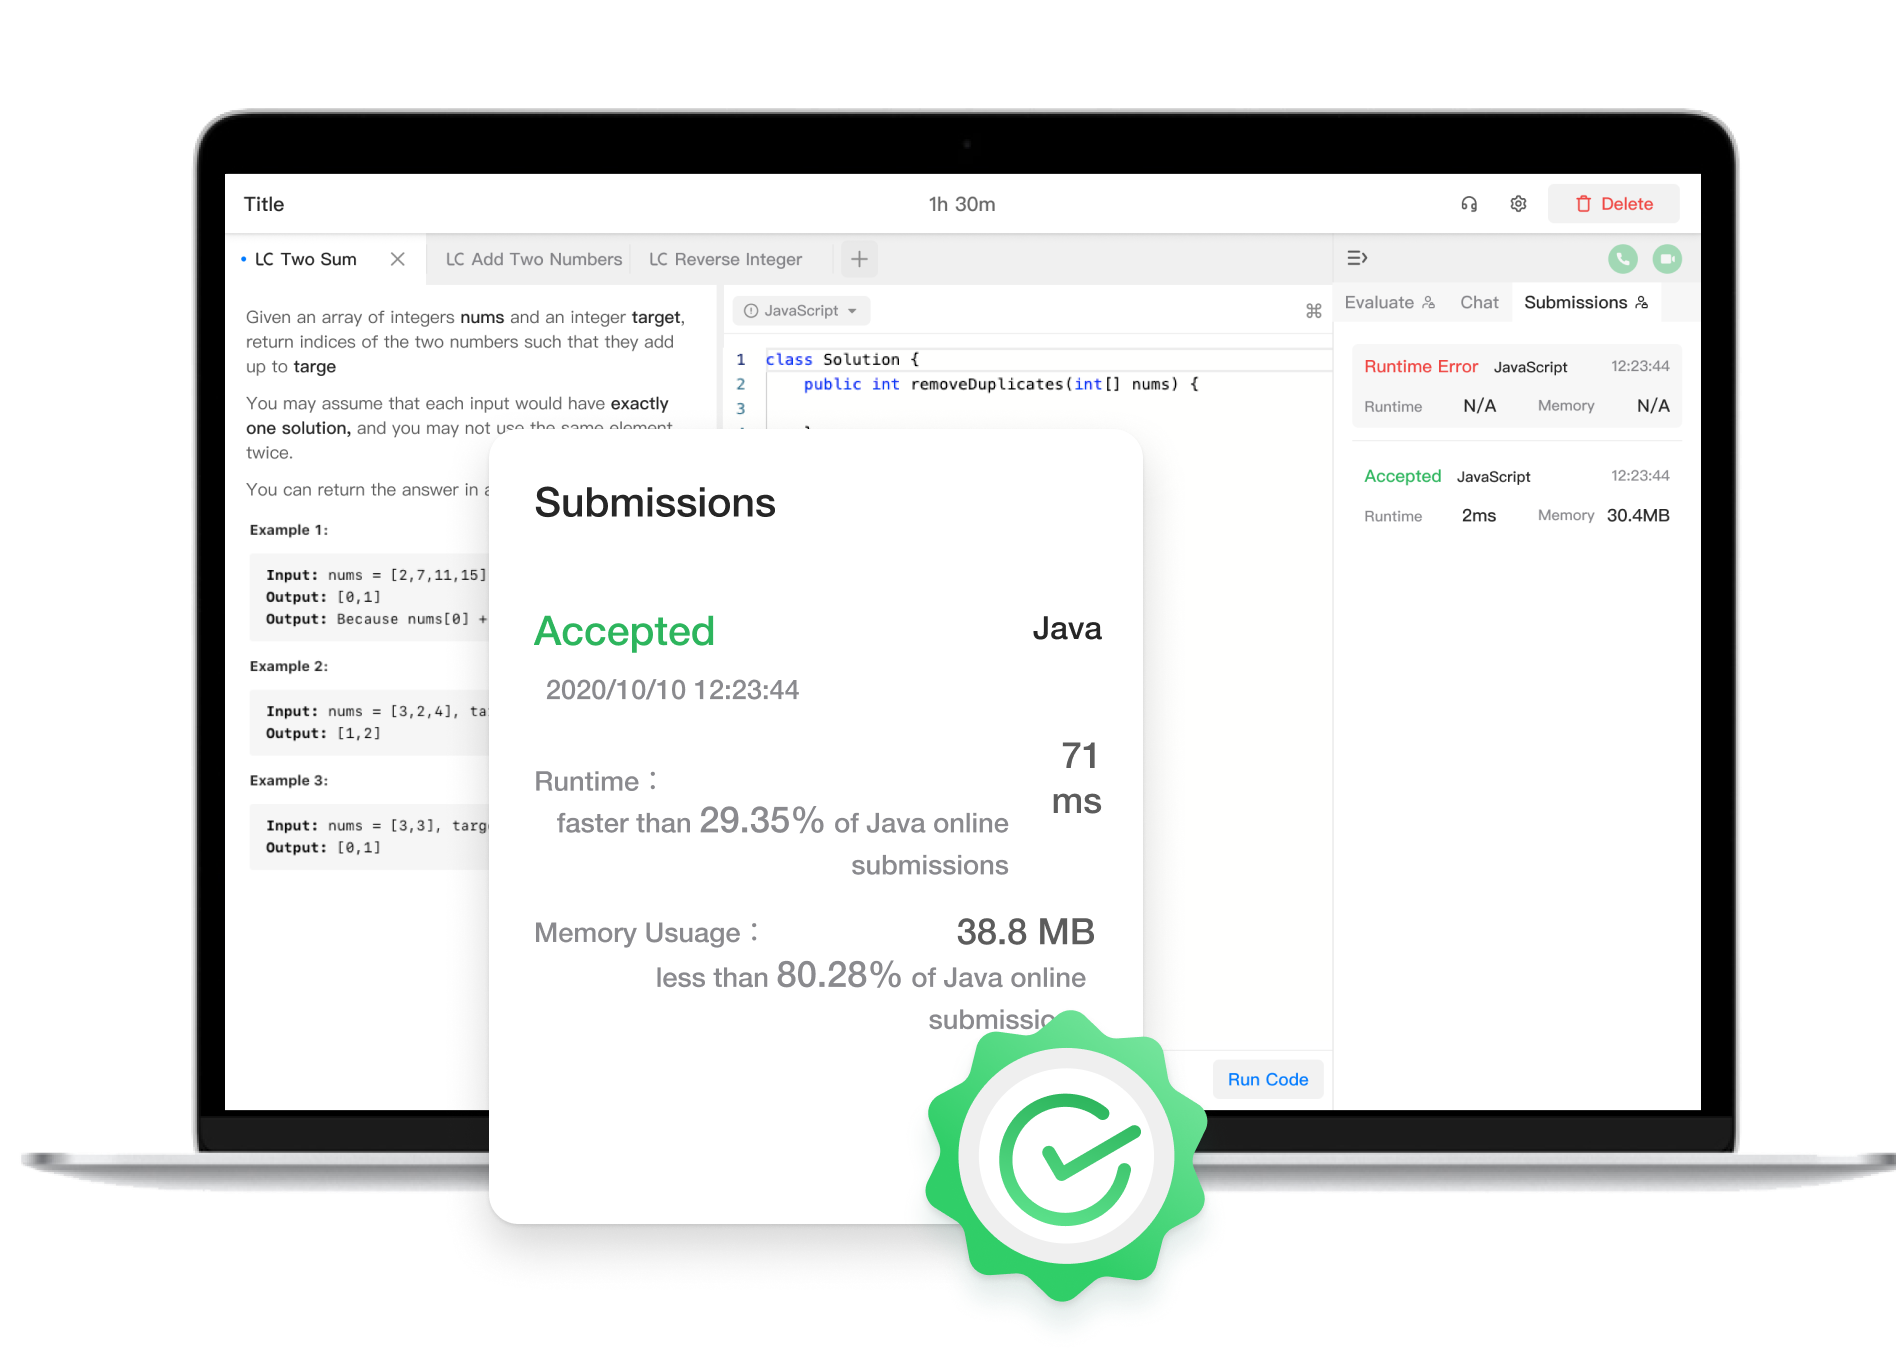 Title
1h 30m
Delete
LC Two Sum
LC Add Two Numbers
LC Reverse Integer
Given an array of integers nums and an integer target,
return indices of the two numbers such that they add
up to targe
You may assume that each input would have exactly
one solution, and you may not use the same element
twice.
You can return the answer in a
Example 1:
Input: nums = [2,7,11,15]
Output: [0,1]
Output: Because nums[0] +
Example 2:
Input: nums = [3,2,4], ta
Output: [1,2]
Example 3:
Input: nums = [3,3], targ
Output: [0,1]
JavaScript
⌘
1 class Solution {
2 public int removeDuplicates(int[] nums) {
3
Run Code
Evaluate
Chat
Submissions
Runtime Error JavaScript 12:23:44
Runtime N/A Memory N/A
Accepted JavaScript 12:23:44
Runtime 2ms Memory 30.4MB
Submissions
Accepted Java
2020/10/10 12:23:44
Runtime：
71
ms
faster than 29.35% of Java online
submissions
Memory Usuage： 38.8 MB
less than 80.28% of Java online
submissio